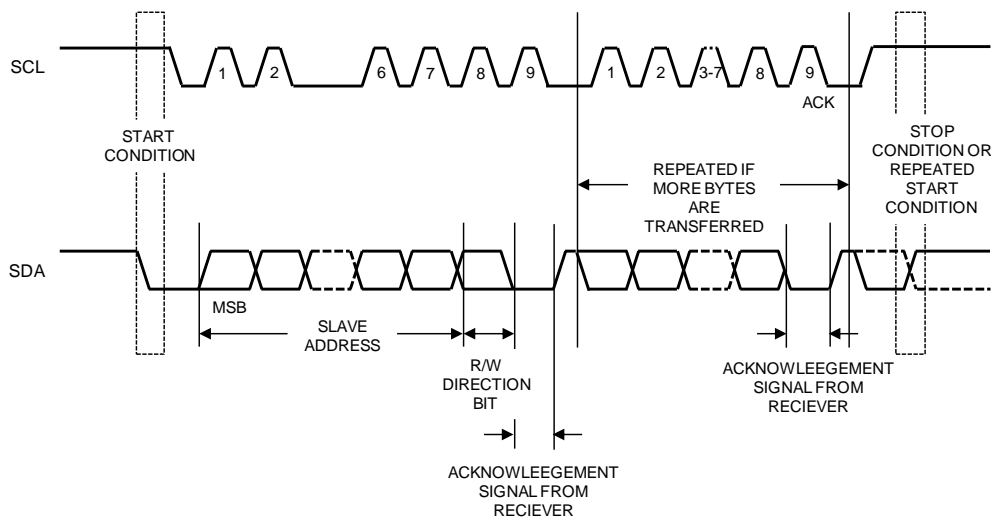 SCL
1
2
6
7
8
9
1
2
3-7
8
9
ACK
START
CONDITION
REPEATED IF
MORE BYTES
ARE
TRANSFERRED
STOP
CONDITION OR
REPEATED
START
CONDITION
SDA
MSB
SLAVE
ADDRESS
R/W
DIRECTION
BIT
ACKNOWLEEGEMENT
SIGNAL FROM
RECIEVER
ACKNOWLEEGEMENT
SIGNAL FROM
RECIEVER